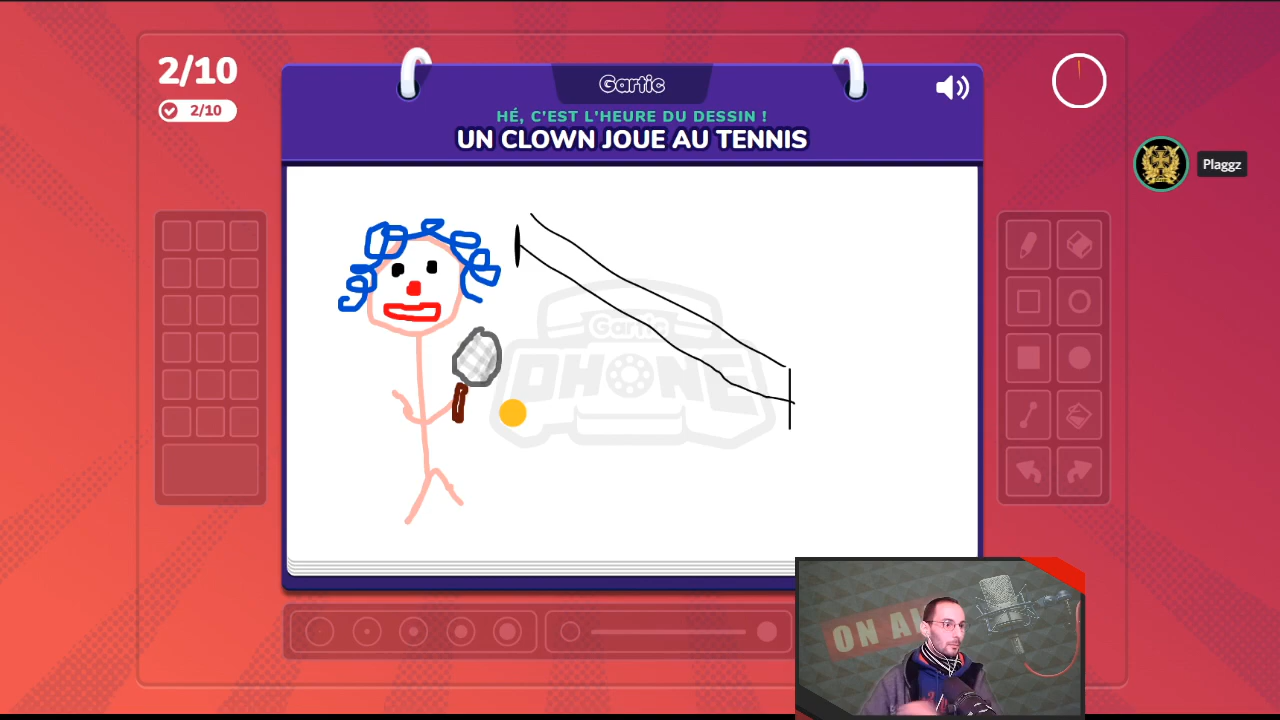 2/10
2/10
Gartic
HÉ, C'EST L'HEURE DU DESSIN !
UN CLOWN JOUE AU TENNIS
Plaggz
Gartic
PHONE
ON AI